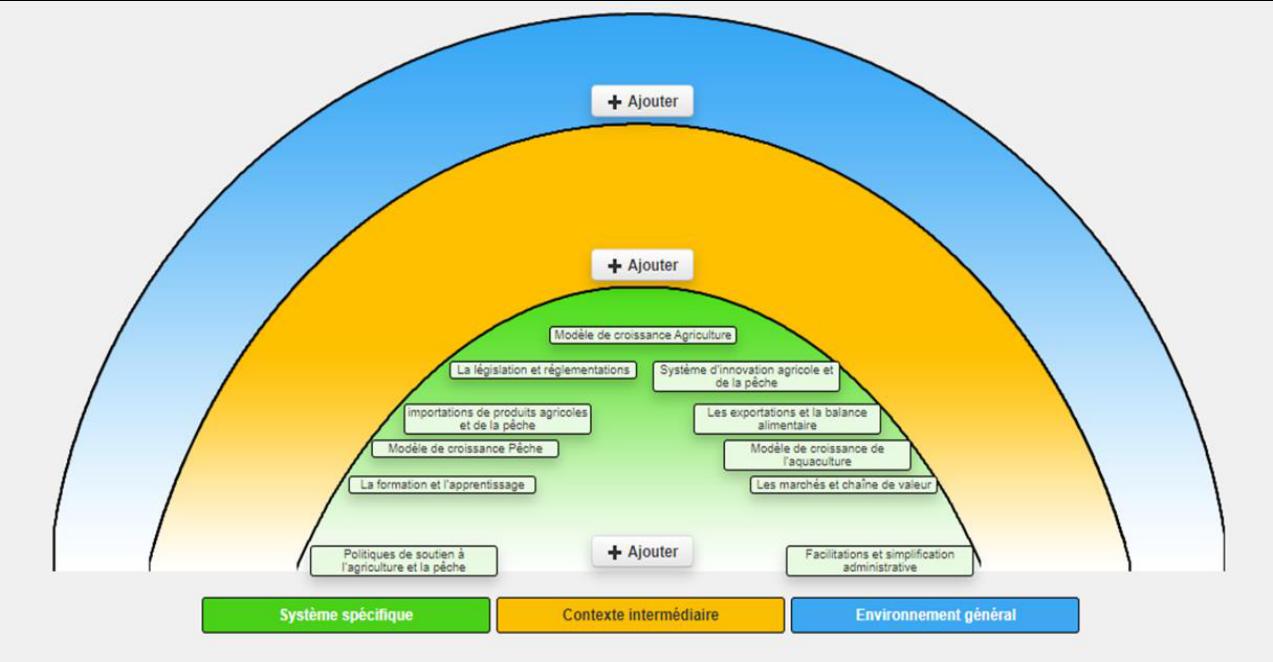 + Ajouter
+ Ajouter
Modèle de croissance Agriculture
La législation et réglementations
Système d'innovation agricole et
de la pêche
importations de produits agricoles
et de la pêche
Les exportations et la balance
alimentaire
Modèle de croissance Pêche
Modèle de croissance de
l'aquaculture
La formation et l'apprentissage
Les marchés et chaîne de valeur
Politiques de soutien à
l'agriculture et la pêche
+ Ajouter
Facilitations et simplification
administrative
Système spécifique
Contexte intermédiaire
Environnement général